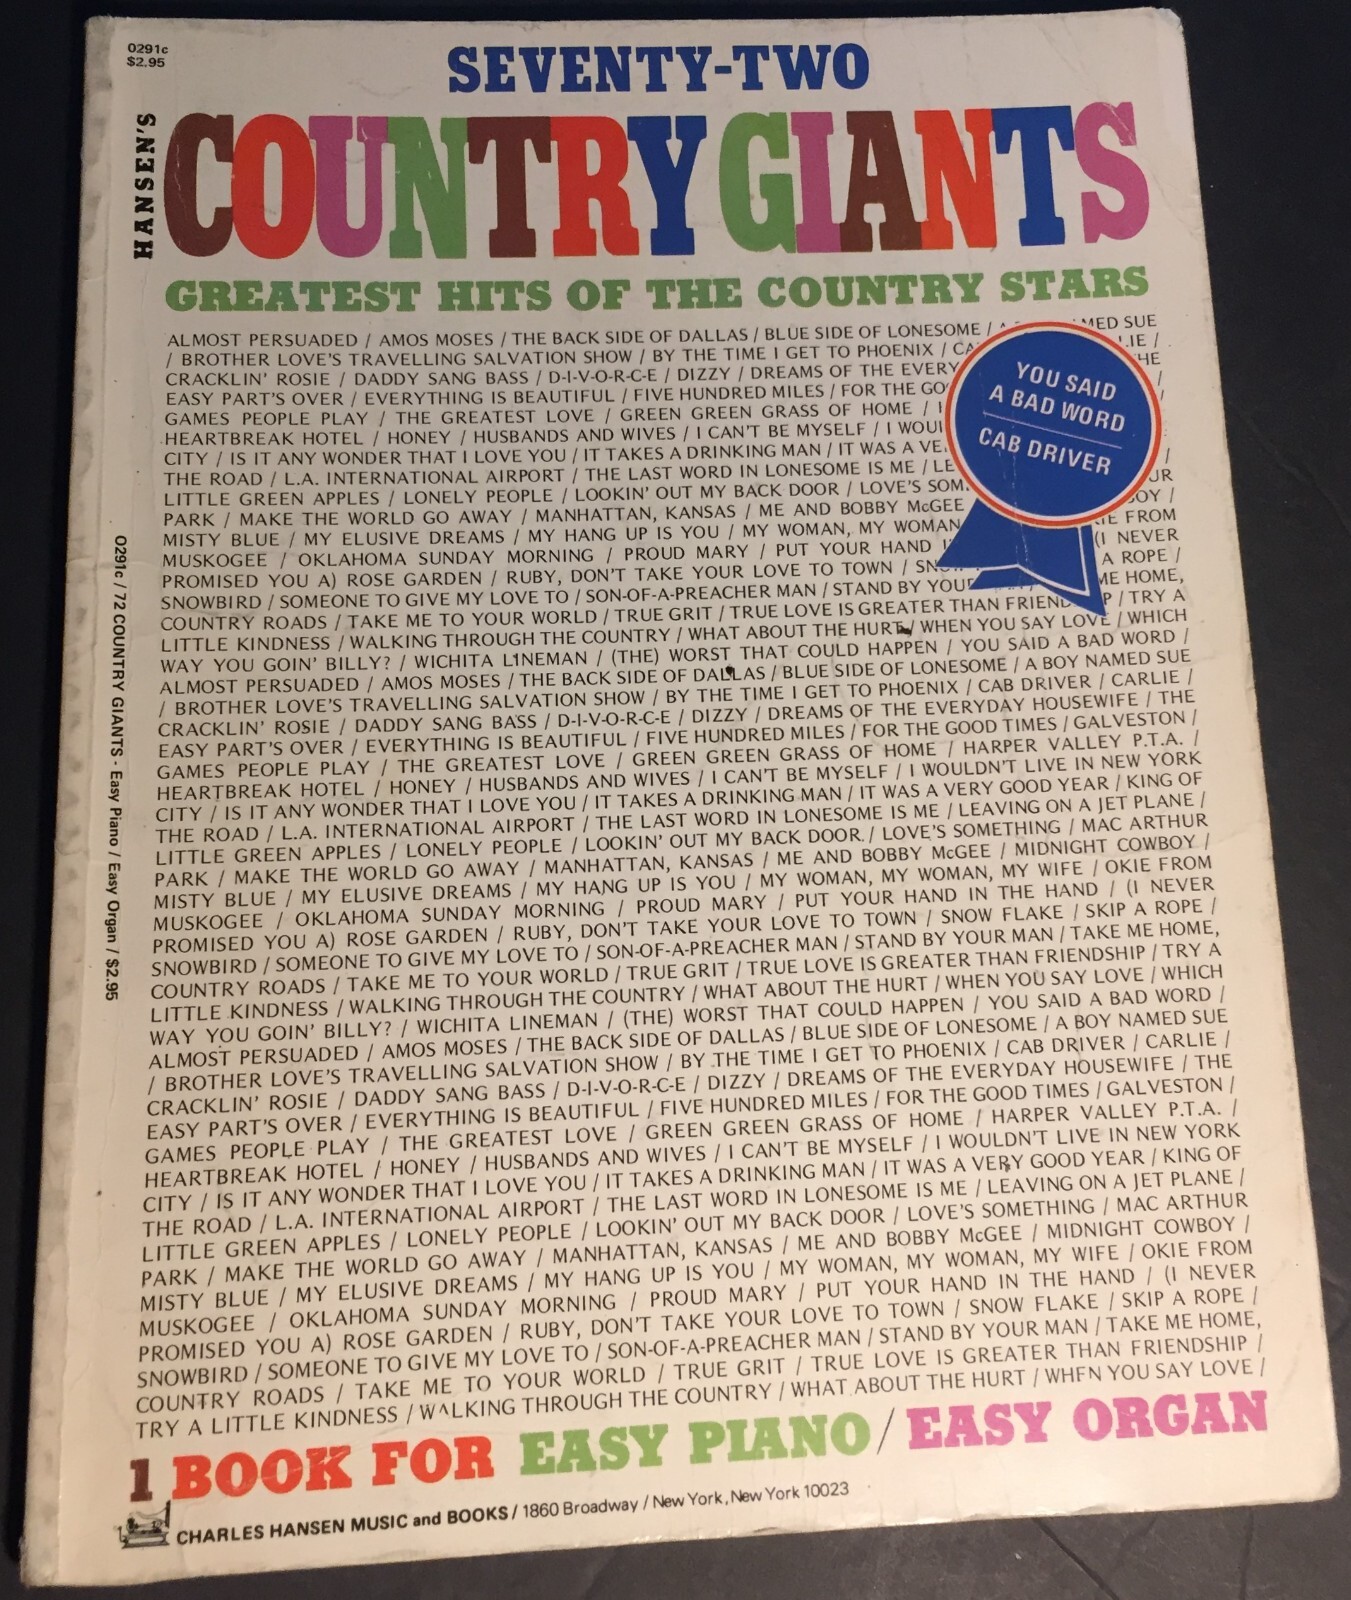 0291c
$2.95
SEVENTY-TWO
HANSEN'S
COUNTRY GIANTS
GREATEST HITS OF THE COUNTRY STARS
ALMOST PERSUADED / AMOS MOSES / THE BACK SIDE OF DALLAS / BLUE SIDE OF LONESOME / NAMED SUE
/ BROTHER LOVE'S TRAVELLING SALVATION SHOW / BY THE TIME I GET TO PHOENIX /
CRACKLIN' ROSIE / DADDY SANG BASS / D-I-V-O-R-C-E / DIZZY / DREAMS OF THE
EASY PART'S OVER / EVERYTHING IS BEAUTIFUL / FIVE HUNDRED MILES / FOR THE
GAMES PEOPLE PLAY / THE GREATEST LOVE / GREEN GREEN GRASS OF HOME /
HEARTBREAK HOTEL / HONEY / HUSBANDS AND WIVES / I CAN'T BE MYSELF / I
CITY / IS IT ANY WONDER THAT I LOVE YOU / IT TAKES A DRINKING MAN / IT WAS A
THE ROAD / L.A. INTERNATIONAL AIRPORT / THE LAST WORD IN LONESOME IS ME /
LITTLE GREEN APPLES / LONELY PEOPLE / LOOKIN' OUT MY BACK DOOR / LOVE'S
PARK / MAKE THE WORLD GO AWAY / MANHATTAN, KANSAS / ME AND BOBBY McGEE
MISTY BLUE / MY ELUSIVE DREAMS / MY HANG UP IS YOU / MY WOMAN, MY WOMAN FROM
MUSKOGEE / OKLAHOMA SUNDAY MORNING / PROUD MARY / PUT YOUR HAND (I NEVER
PROMISED YOU A) ROSE GARDEN / RUBY, DON'T TAKE YOUR LOVE TO TOWN / A ROPE /
SNOWBIRD / SOMEONE TO GIVE MY LOVE TO / SON-OF-A-PREACHER MAN / STAND BY ME HOME,
COUNTRY ROADS / TAKE ME TO YOUR WORLD / TRUE GRIT / TRUE LOVE IS GREATER THAN / TRY A
LITTLE KINDNESS / WALKING THROUGH THE COUNTRY / WHAT ABOUT THE HURT / WHEN YOU SAY LOVE / WHICH
WAY YOU GOIN' BILLY? / WICHITA LINEMAN / (THE) WORST THAT COULD HAPPEN / YOU SAID A BAD WORD /
ALMOST PERSUADED / AMOS MOSES / THE BACK SIDE OF DALLAS / BLUE SIDE OF LONESOME / A BOY NAMED SUE
/ BROTHER LOVE'S TRAVELLING SALVATION SHOW / BY THE TIME I GET TO PHOENIX / CAB DRIVER / CARLIE /
CRACKLIN' ROSIE / DADDY SANG BASS / D-I-V-O-R-C-E / DIZZY / DREAMS OF THE EVERYDAY HOUSEWIFE / THE
EASY PART'S OVER / EVERYTHING IS BEAUTIFUL / FIVE HUNDRED MILES / FOR THE GOOD TIMES / GALVESTON /
GAMES PEOPLE PLAY / THE GREATEST LOVE / GREEN GREEN GRASS OF HOME / HARPER VALLEY P.T.A. /
HEARTBREAK HOTEL / HONEY / HUSBANDS AND WIVES / I CAN'T BE MYSELF / I WOULDN'T LIVE IN NEW YORK
CITY / IS IT ANY WONDER THAT I LOVE YOU / IT TAKES A DRINKING MAN / IT WAS A VERY GOOD YEAR / KING OF
THE ROAD / L.A. INTERNATIONAL AIRPORT / THE LAST WORD IN LONESOME IS ME / LEAVING ON A JET PLANE /
LITTLE GREEN APPLES / LONELY PEOPLE / LOOKIN' OUT MY BACK DOOR / LOVE'S SOMETHING / MAC ARTHUR
PARK / MAKE THE WORLD GO AWAY / MANHATTAN, KANSAS / ME AND BOBBY McGEE / MIDNIGHT COWBOY /
MISTY BLUE / MY ELUSIVE DREAMS / MY HANG UP IS YOU / MY WOMAN, MY WOMAN, MY WIFE / OKIE FROM
MUSKOGEE / OKLAHOMA SUNDAY MORNING / PROUD MARY / PUT YOUR HAND IN THE HAND / (I NEVER
PROMISED YOU A) ROSE GARDEN / RUBY, DON'T TAKE YOUR LOVE TO TOWN / SNOW FLAKE / SKIP A ROPE /
SNOWBIRD / SOMEONE TO GIVE MY LOVE TO / SON-OF-A-PREACHER MAN / STAND BY YOUR MAN / TAKE ME HOME,
COUNTRY ROADS / TAKE ME TO YOUR WORLD / TRUE GRIT / TRUE LOVE IS GREATER THAN FRIENDSHIP / TRY A
LITTLE KINDNESS / WALKING THROUGH THE COUNTRY / WHAT ABOUT THE HURT / WHEN YOU SAY LOVE / WHICH
WAY YOU GOIN' BILLY? / WICHITA LINEMAN / (THE) WORST THAT COULD HAPPEN / YOU SAID A BAD WORD /
ALMOST PERSUADED / AMOS MOSES / THE BACK SIDE OF DALLAS / BLUE SIDE OF LONESOME / A BOY NAMED SUE
/ BROTHER LOVE'S TRAVELLING SALVATION SHOW / BY THE TIME I GET TO PHOENIX / CAB DRIVER / CARLIE /
CRACKLIN' ROSIE / DADDY SANG BASS / D-I-V-O-R-C-E / DIZZY / DREAMS OF THE EVERYDAY HOUSEWIFE / THE
EASY PART'S OVER / EVERYTHING IS BEAUTIFUL / FIVE HUNDRED MILES / FOR THE GOOD TIMES / GALVESTON /
GAMES PEOPLE PLAY / THE GREATEST LOVE / GREEN GREEN GRASS OF HOME / HARPER VALLEY P.T.A. /
HEARTBREAK HOTEL / HONEY / HUSBANDS AND WIVES / I CAN'T BE MYSELF / I WOULDN'T LIVE IN NEW YORK
CITY / IS IT ANY WONDER THAT I LOVE YOU / IT TAKES A DRINKING MAN / IT WAS A VERY GOOD YEAR / KING OF
THE ROAD / L.A. INTERNATIONAL AIRPORT / THE LAST WORD IN LONESOME IS ME / LEAVING ON A JET PLANE /
LITTLE GREEN APPLES / LONELY PEOPLE / LOOKIN' OUT MY BACK DOOR / LOVE'S SOMETHING / MAC ARTHUR
PARK / MAKE THE WORLD GO AWAY / MANHATTAN, KANSAS / ME AND BOBBY McGEE / MIDNIGHT COWBOY /
MISTY BLUE / MY ELUSIVE DREAMS / MY HANG UP IS YOU / MY WOMAN, MY WOMAN, MY WIFE / OKIE FROM
MUSKOGEE / OKLAHOMA SUNDAY MORNING / PROUD MARY / PUT YOUR HAND IN THE HAND / (I NEVER
PROMISED YOU A) ROSE GARDEN / RUBY, DON'T TAKE YOUR LOVE TO TOWN / SNOW FLAKE / SKIP A ROPE /
SNOWBIRD / SOMEONE TO GIVE MY LOVE TO / SON-OF-A-PREACHER MAN / STAND BY YOUR MAN / TAKE ME HOME,
COUNTRY ROADS / TAKE ME TO YOUR WORLD / TRUE GRIT / TRUE LOVE IS GREATER THAN FRIENDSHIP /
TRY A LITTLE KINDNESS / WALKING THROUGH THE COUNTRY / WHAT ABOUT THE HURT / WHEN YOU SAY LOVE /
YOU SAID
A BAD WORD
CAB DRIVER
0291c / 72 COUNTRY GIANTS - Easy Piano / Easy Organ / $2.95
1 BOOK FOR EASY PIANO / EASY ORGAN
CHARLES HANSEN MUSIC and BOOKS / 1860 Broadway / New York, New York 10023